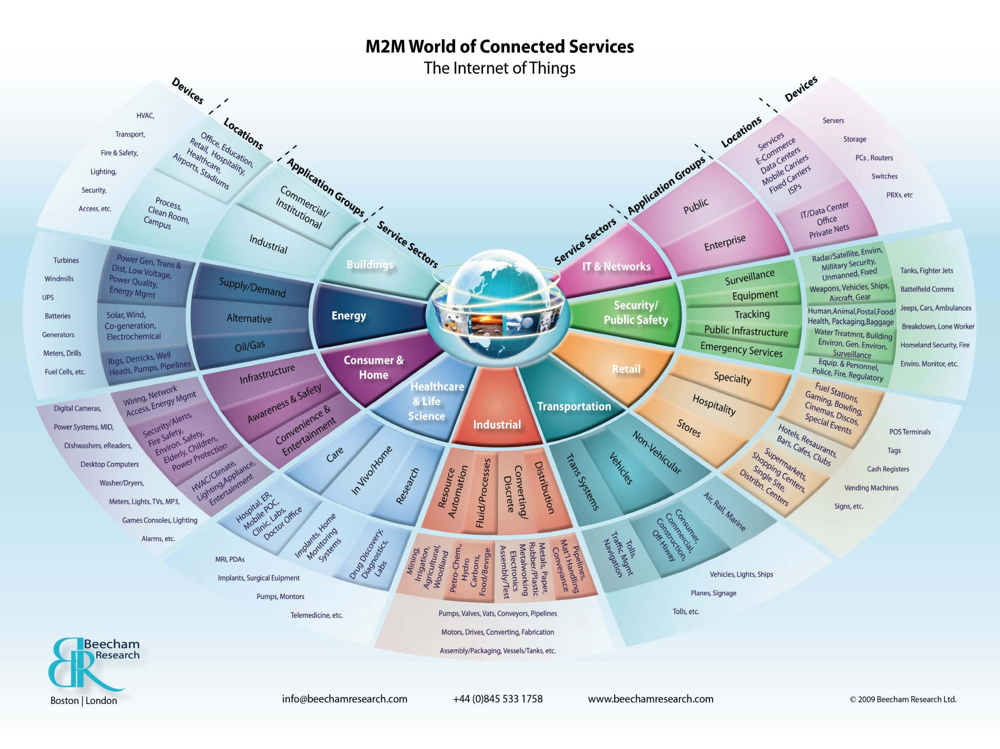 M2M World of Connected Services
The Internet of Things
Devices
Locations
Application Groups
Service Sectors
Buildings
Commercial/
Institutional
Industrial
Office, Education,
Retail, Hospitality,
Healthcare,
Airports, Stadiums
Process,
Clean Room,
Campus
HVAC,
Transport,
Fire & Safety,
Lighting,
Security,
Access, etc.
Energy
Supply/Demand
Alternative
Oil/Gas
Power Gen, Trans &
Dist, Low Voltage,
Power Quality,
Energy Mgmt
Solar, Wind,
Co-generation,
Electrochemical
Rigs, Derricks, Well
Heads, Pumps, Pipelines
Turbines
Windmills
UPS
Batteries
Generators
Meters, Drills
Fuel Cells, etc.
Consumer &
Home
Infrastructure
Awareness & Safety
Convenience &
Entertainment
Wiring, Network
Access, Energy Mgmt
Security/Alerts,
Fire Safety,
Environ. Safety,
Elderly, Children,
Power Protection
HVAC/Climate,
Lighting,Appliance,
Entertainment
Digital Cameras,
Power Systems, MID,
Dishwashers, eReaders,
Desktop Computers
Washer/Dryers,
Meters, Lights, TVs, MP3,
Games Consoles, Lighting
Alarms, etc.
Healthcare
& Life
Science
Care
In Vivo/Home
Research
Hospital, ER,
Mobile POC,
Clinic, Labs,
Doctor Office
Implants, Home
Monitoring
Systems
Drug Discovery,
Diagnostics,
Labs
MRI, PDAs
Implants, Surgical Euipment
Pumps, Montors
Telemedicine, etc.
Industrial
Resource
Automation
Fluid/Processes
Converting/
Discrete
Distribution
Mining,
Irrigation,
Agricultural,
Woodland
Petro-Chem.,
Hydro
Carbons,
Food/Bevrge
Metals, Paper,
Rubber/Plastic
Metalworking
Electronics
Assembly/Test
Pipelines,
Mat'l Handling
Conveyance
Pumps, Valves, Vats, Conveyors, Pipelines
Motors, Drives, Converting, Fabrication
Assembly/Packaging, Vessels/Tanks, etc.
Transportation
Trans Systems
Vehicles
Non-Vehicular
Tolls,
Traffic Mgmt
Navigation
Consumer,
Commercial,
Construction,
Off-Hiway
Air, Rail, Marine
Vehicles, Lights, Ships
Planes, Signage
Tolls, etc.
Retail
Specialty
Hospitality
Stores
Fuel Stations,
Gaming, Bowling,
Cinemas, Discos,
Special Events
Hotels, Resaurants,
Bars, Cafes, Clubs
Supermarkets,
Shopping Centers,
Single Site,
Distribn. Centers
POS Terminals
Tags
Cash Registers
Vending Machines
Signs, etc.
Security/
Public Safety
Surveillance
Equipment
Tracking
Public Infrastructure
Emergency Services
Radar/Satellite, Envirn,
Millitary Security,
Unmanned, Fixed
Weapons, Vehicles, Ships,
Aircraft, Gear
Human,Animal,Postal,Food/
Health, Packaging,Baggage
Water Treatmnt, Building
Environ, Gen. Environ,
Surveillance
Equip. & Personnel,
Police, Fire, Regulatory
Tanks, Fighter Jets
Battelfield Comms
Jeeps, Cars, Ambulances
Breakdown, Lone Worker
Homeland Security, Fire
Enviro. Monitor, etc.
IT & Networks
Public
Enterprise
Services
E-Commerce
Data Centers
Mobile Carriers
Fixed Carriers
ISPs
IT/Data Center
Office
Private Nets
Servers
Storage
PCs , Routers
Switches
PBXs, etc
Service Sectors
Application Groups
Locations
Devices
Beecham
Research
Boston | London
info@beechamresearch.com
+44 (0)845 533 1758
www.beechamresearch.com
© 2009 Beecham Research Ltd.